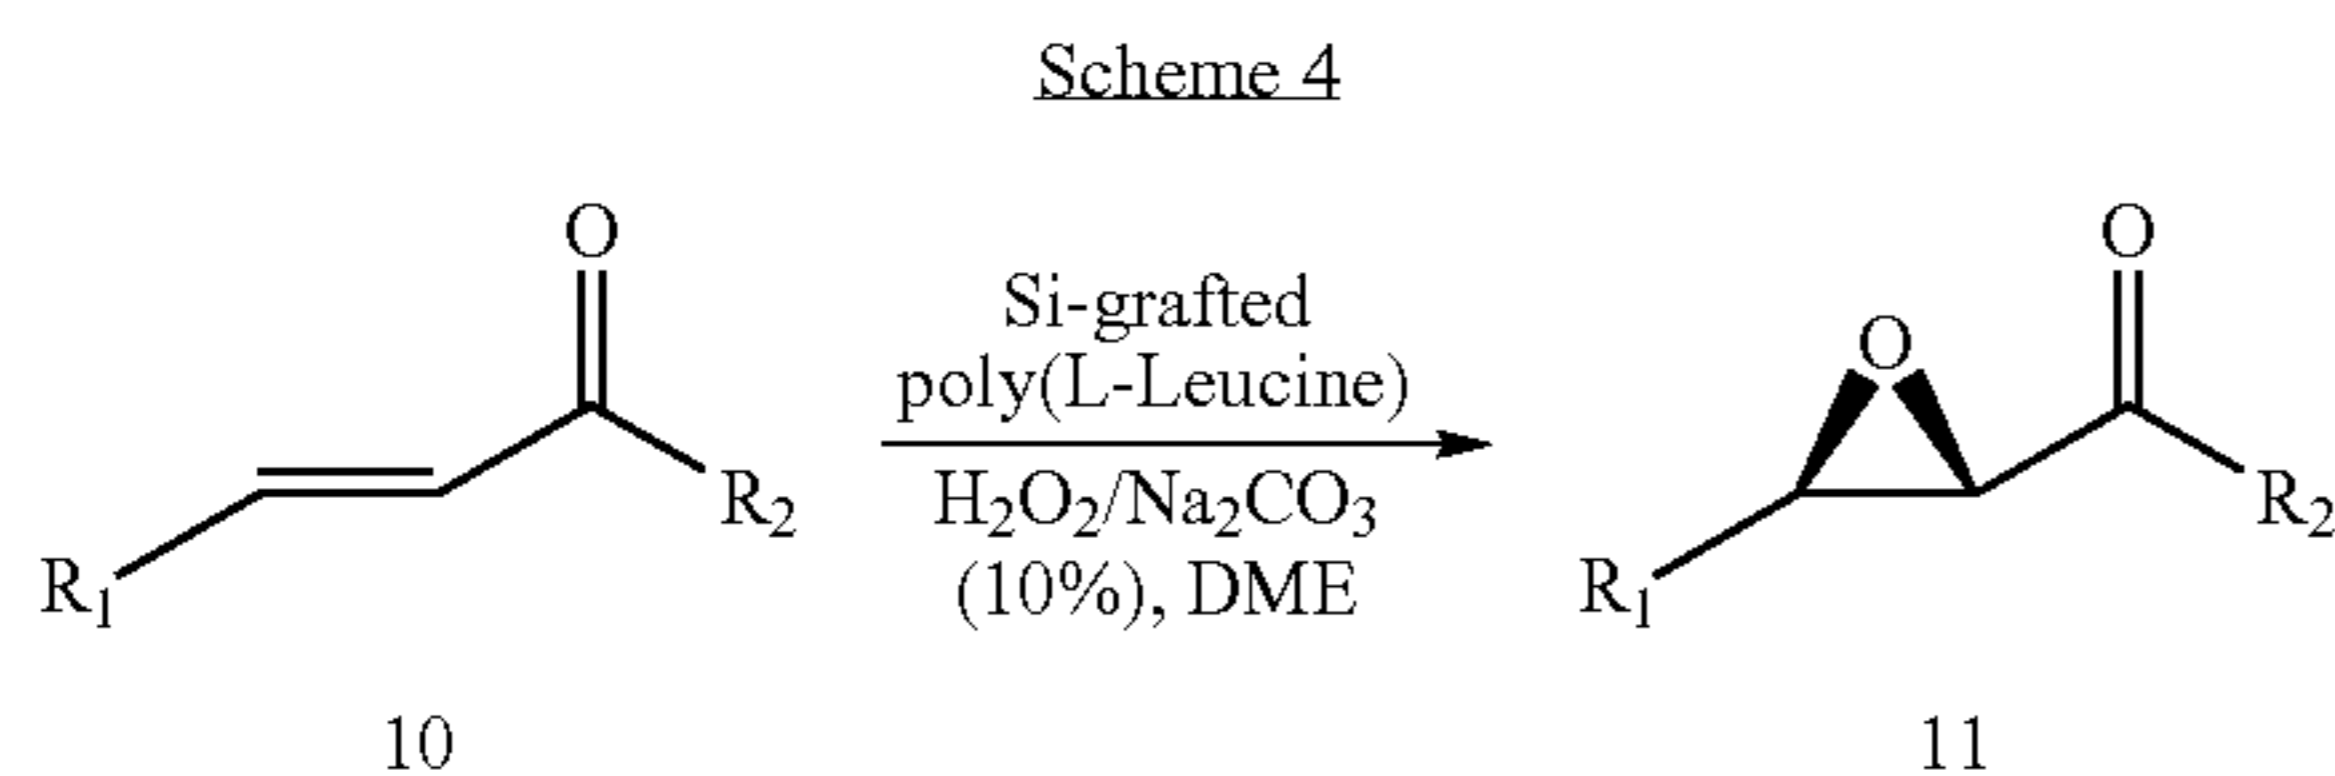 Scheme 4
O
R₁
R₂
10
Si-grafted
poly(L-Leucine)
H₂O₂/Na₂CO₃
(10%), DME
O
O
R₁
R₂
11